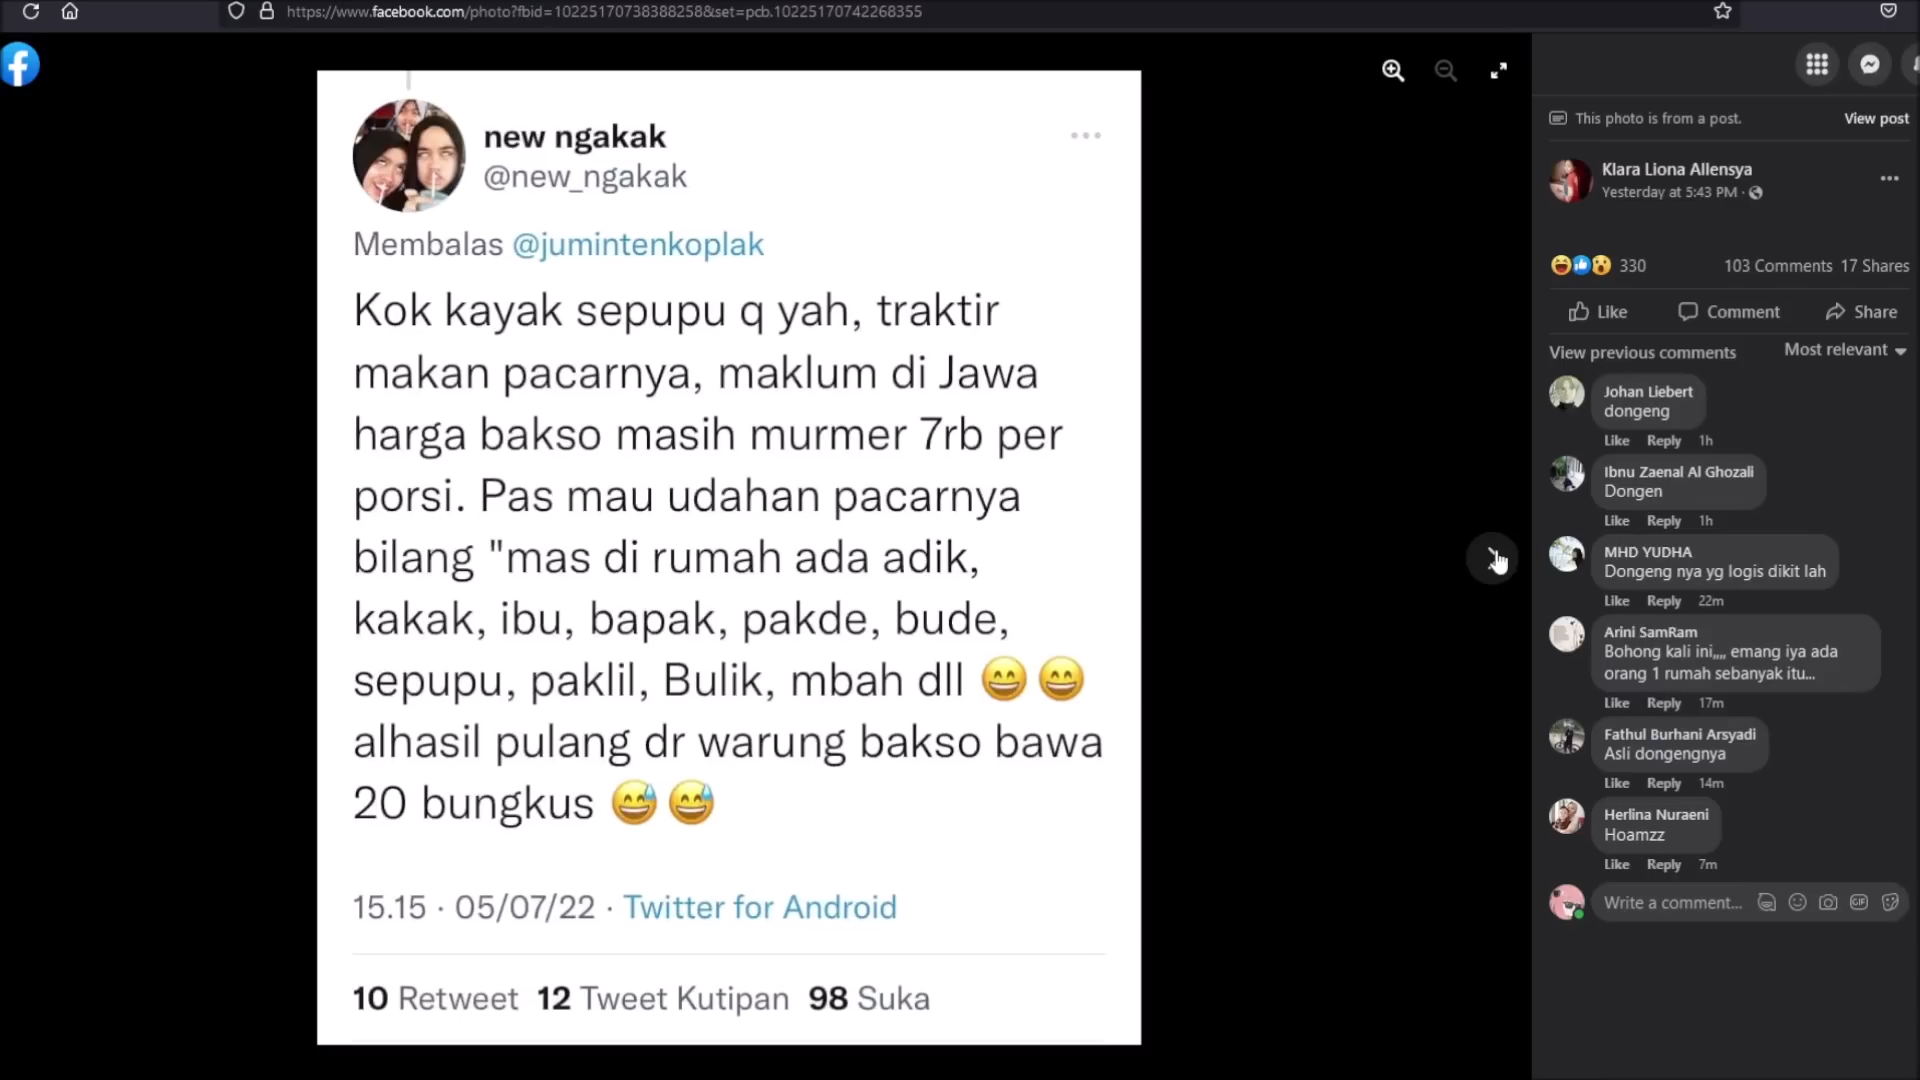 https://www.facebook.com/photo?fbid=10225170738388258&set=pcb.10225170742268355
new ngakak
@new_ngakak
Membalas @jumintenkoplak
Kok kayak sepupu q yah, traktir
makan pacarnya, maklum di Jawa
harga bakso masih murmer 7rb per
porsi. Pas mau udahan pacarnya
bilang "mas di rumah ada adik,
kakak, ibu, bapak, pakde, bude,
sepupu, paklil, Bulik, mbah dll 😄😄
alhasil pulang dr warung bakso bawa
20 bungkus 😅😅
15.15 · 05/07/22 · Twitter for Android
10 Retweet 12 Tweet Kutipan 98 Suka
This photo is from a post. View post
Klara Liona Allensya
Yesterday at 5:43 PM ·
330 103 Comments 17 Shares
Like Comment Share
View previous comments Most relevant
Johan Liebert
dongeng
Like Reply 1h
Ibnu Zaenal Al Ghozali
Dongen
Like Reply 1h
MHD YUDHA
Dongeng nya yg logis dikit lah
Like Reply 22m
Arini SamRam
Bohong kali ini,,,, emang iya ada
orang 1 rumah sebanyak itu...
Like Reply 17m
Fathul Burhani Arsyadi
Asli dongengnya
Like Reply 14m
Herlina Nuraeni
Hoamzz
Like Reply 7m
Write a comment...
GIF